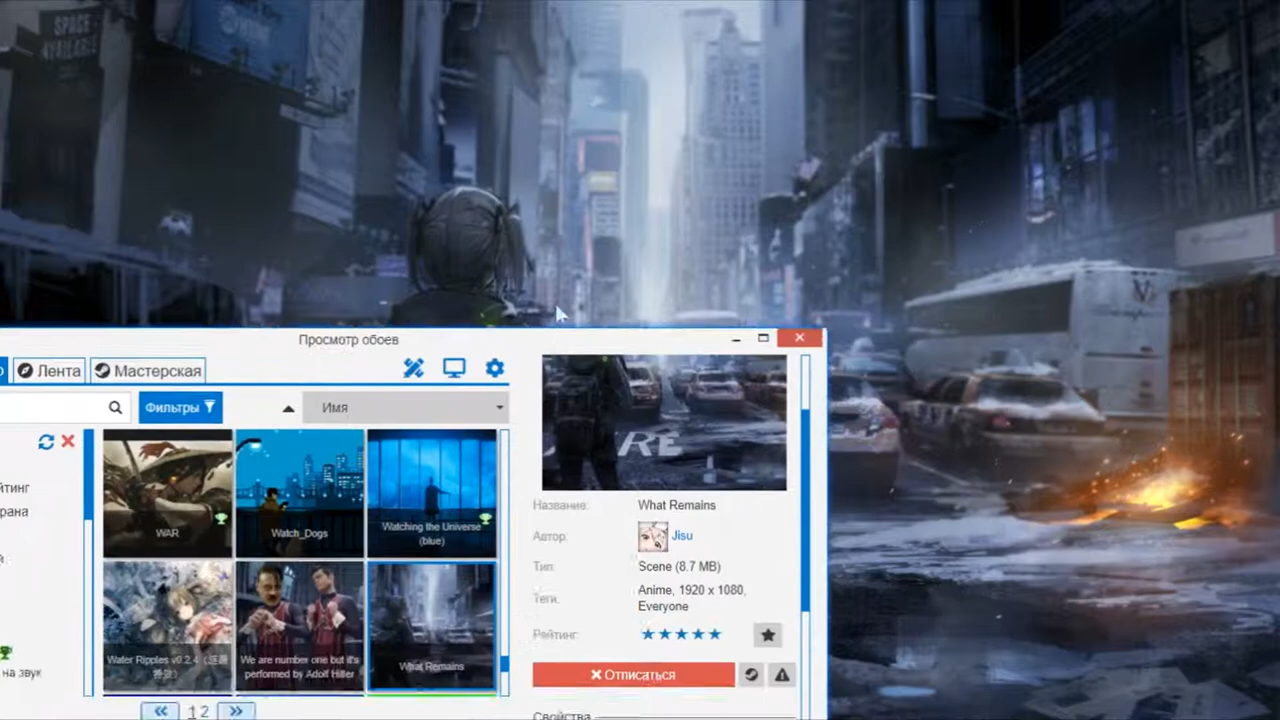 SPACE
AVAILABLE
Просмотр обоев
Лента
Мастерская
Фильтры
Имя
йтинг
рана
й
на звук
WAR
Watch_Dogs
Watching the Universe
(blue)
Water Ripples v0.2.4
We are number one but it's
performed by Adolf Hitler
What Remains
1 2
RE
Название:
What Remains
Автор:
Jisu
Тип:
Scene (8.7 MB)
Теги:
Anime, 1920 x 1080,
Everyone
Рейтинг:
Отписаться
Свойства